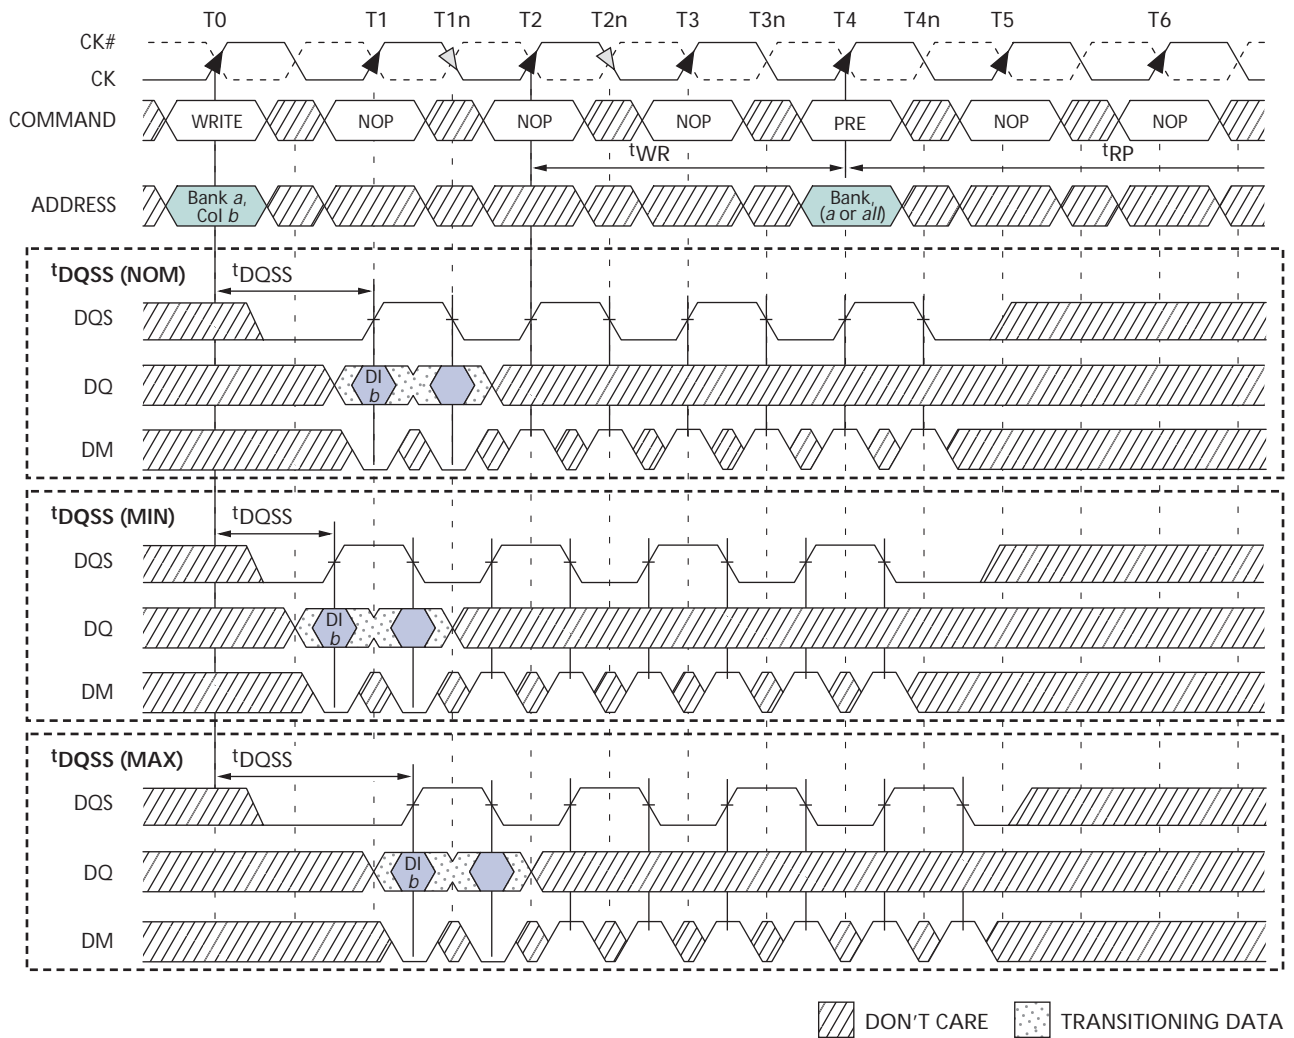 T0 T1 T1n T2 T2n T3 T3n T4 T4n T5 T6
CK#
CK
COMMAND WRITE NOP NOP NOP PRE NOP NOP
tWR tRP
ADDRESS Bank a, Col b Bank, (a or all)
tDQSS (NOM) tDQSS
DQS
DQ DI b
DM
tDQSS (MIN) tDQSS
DQS
DQ DI b
DM
tDQSS (MAX) tDQSS
DQS
DQ DI b
DM
DON'T CARE TRANSITIONING DATA